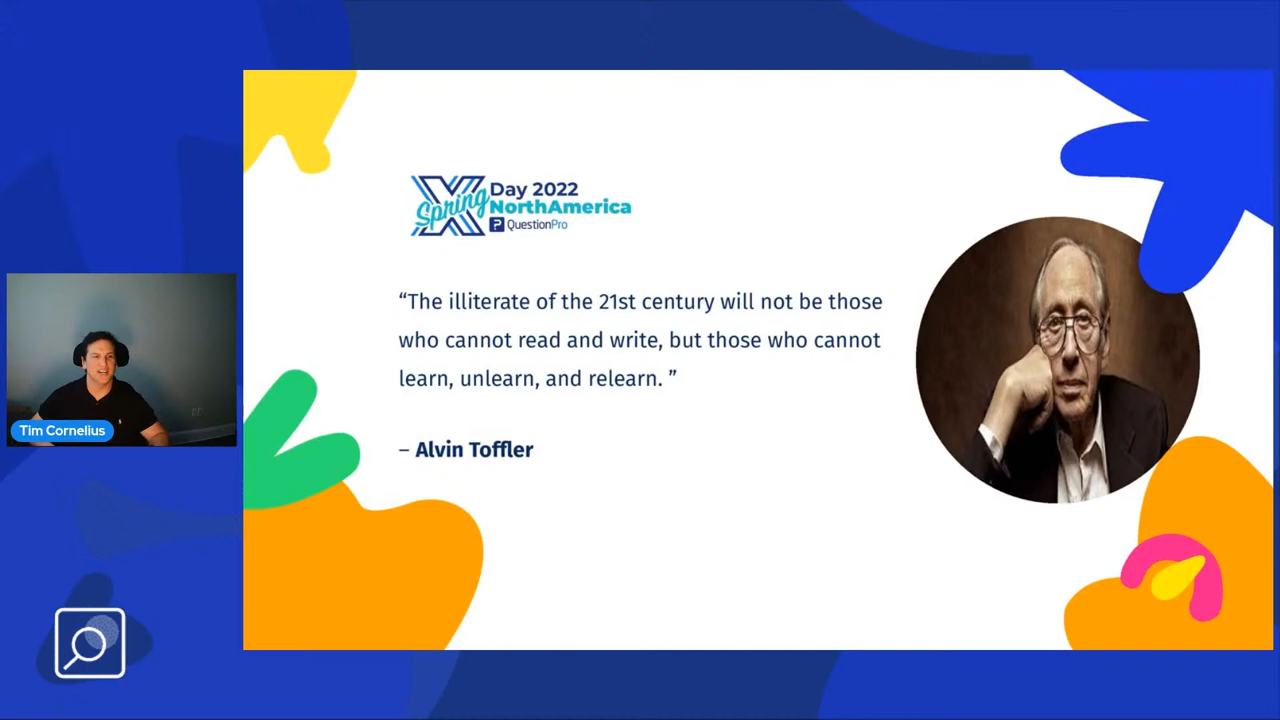 Spring X Day 2022
NorthAmerica
QuestionPro
“The illiterate of the 21st century will not be those
who cannot read and write, but those who cannot
learn, unlearn, and relearn. ”
– Alvin Toffler
Tim Cornelius